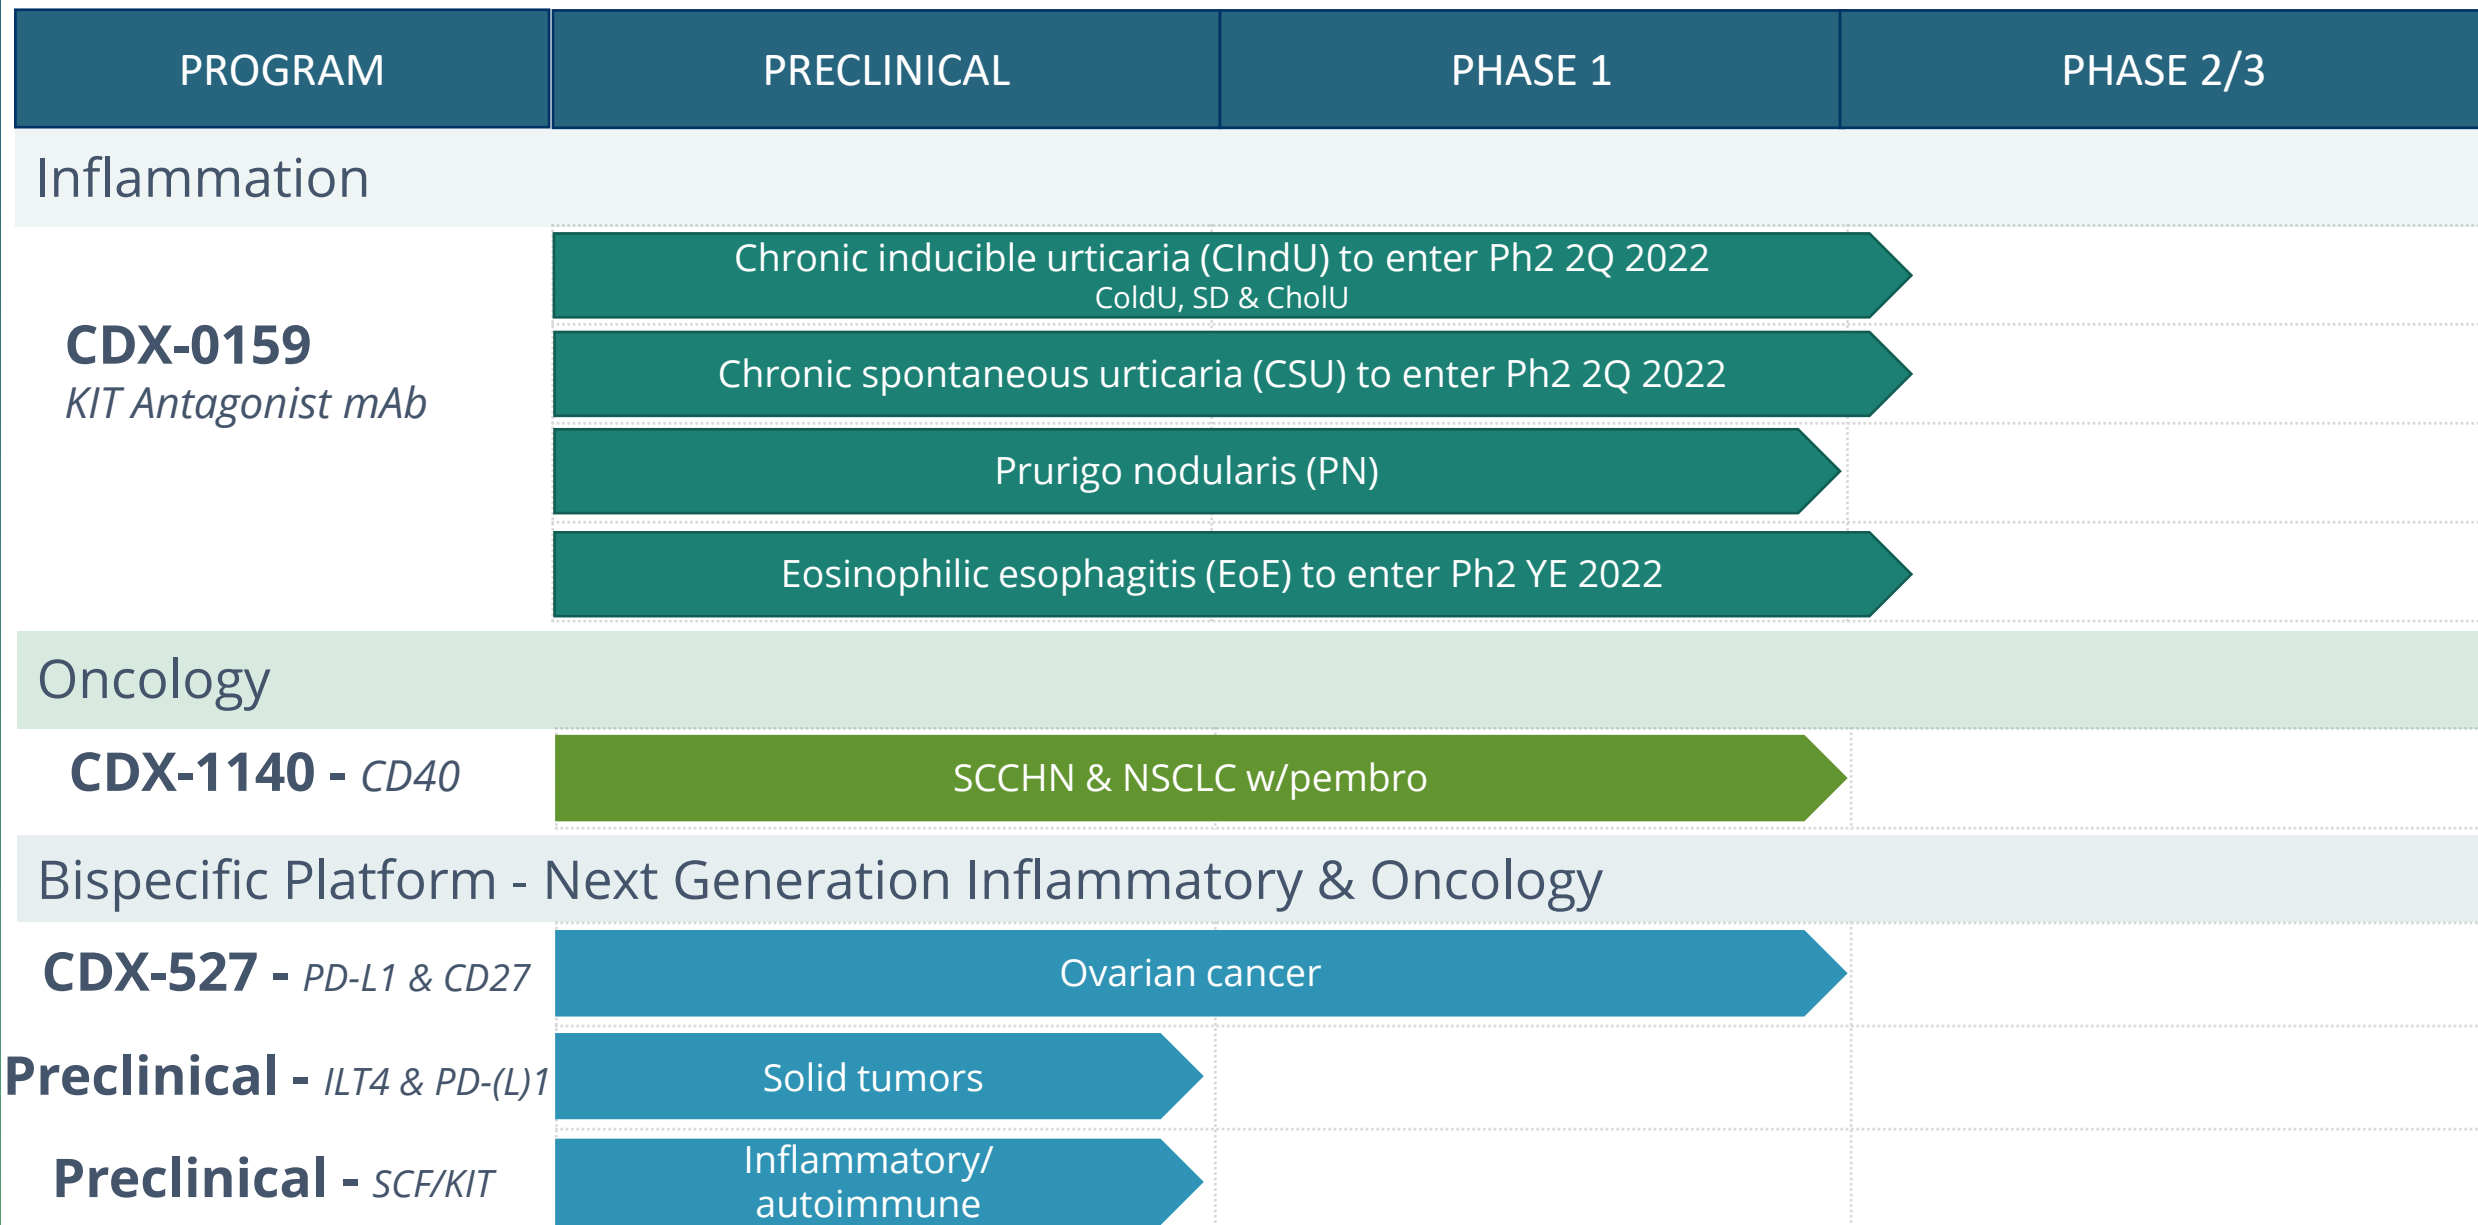 PROGRAM PRECLINICAL PHASE 1 PHASE 2/3
Inflammation
CDX-0159
KIT Antagonist mAb
Chronic inducible urticaria (CIndU) to enter Ph2 2Q 2022
ColdU, SD & CholU
Chronic spontaneous urticaria (CSU) to enter Ph2 2Q 2022
Prurigo nodularis (PN)
Eosinophilic esophagitis (EoE) to enter Ph2 YE 2022
Oncology
CDX-1140 - CD40
SCCHN & NSCLC w/pembro
Bispecific Platform - Next Generation Inflammatory & Oncology
CDX-527 - PD-L1 & CD27
Ovarian cancer
Preclinical - ILT4 & PD-(L)1
Solid tumors
Preclinical - SCF/KIT
Inflammatory/
autoimmune